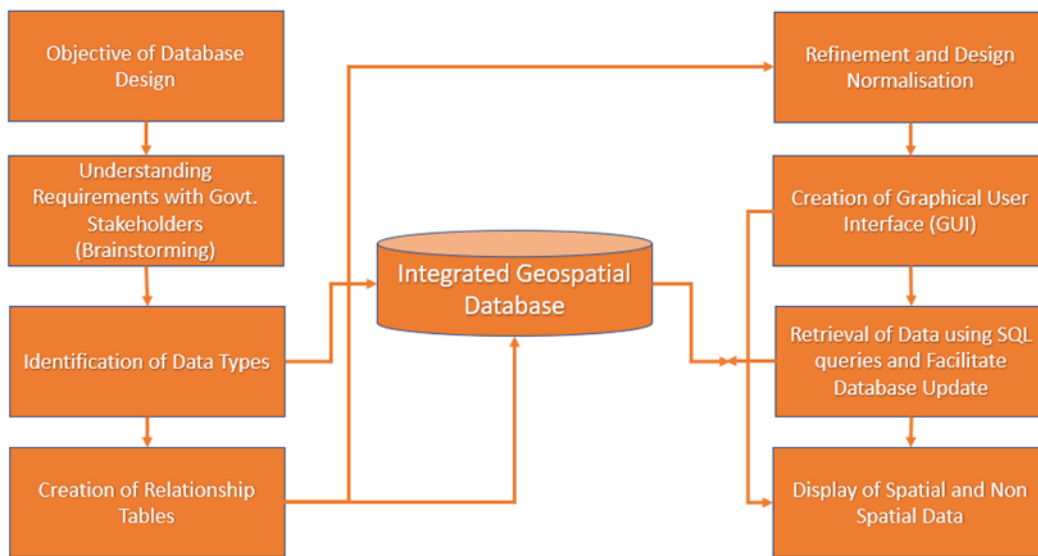 Objective of Database
Design
Understanding
Requirements with Govt.
Stakeholders
(Brainstorming)
Identification of Data Types
Creation of Relationship
Tables
Integrated Geospatial
Database
Refinement and Design
Normalisation
Creation of Graphical User
Interface (GUI)
Retrieval of Data using SQL
queries and Facilitate
Database Update
Display of Spatial and Non
Spatial Data